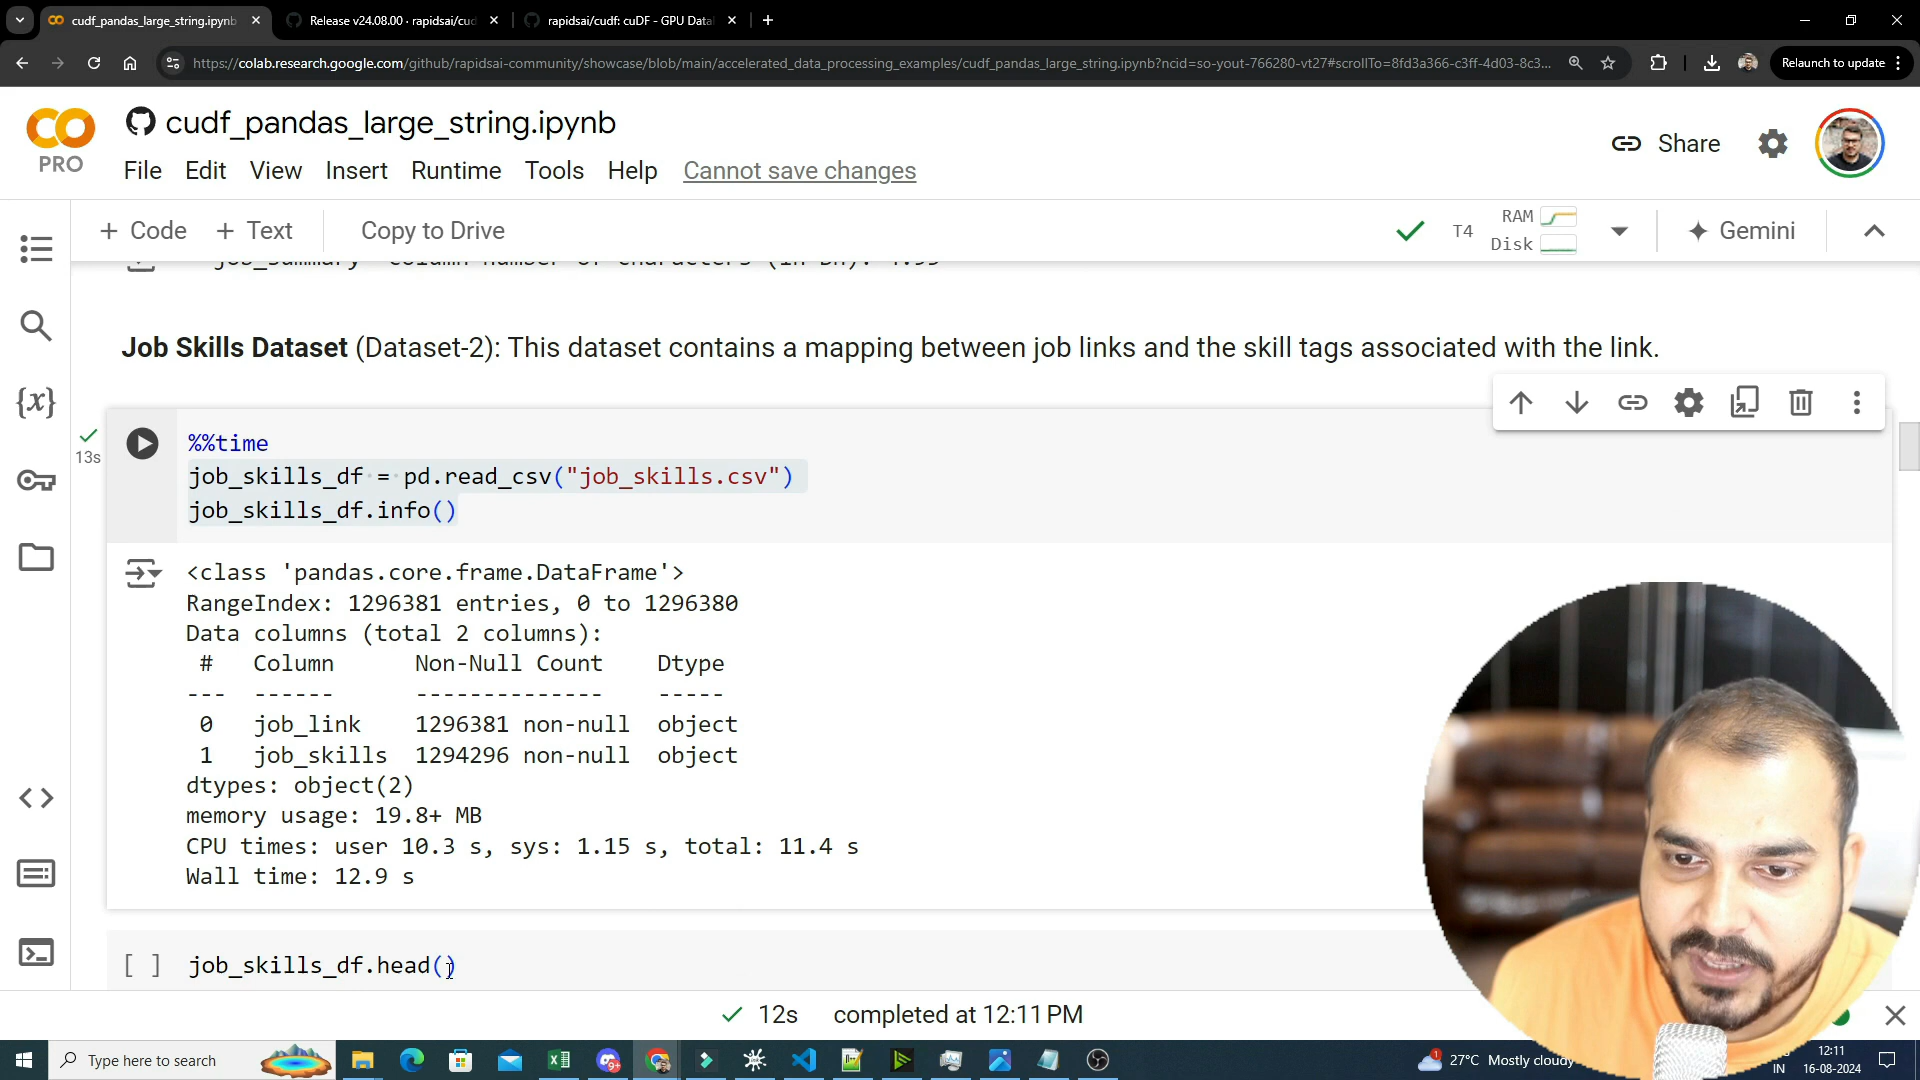 cudf_pandas_large_string.ipynb
Release v24.08.00 · rapidsai/cud
rapidsai/cudf: cuDF - GPU Data
https://colab.research.google.com/github/rapidsai-community/showcase/blob/main/accelerated_data_processing_examples/cudf_pandas_large_string.ipynb?ncid=so-yout-766280-vt27#scrollTo=8fd3a366-c3ff-4d03-8c3...
Relaunch to update
PRO
cudf_pandas_large_string.ipynb
File Edit View Insert Runtime Tools Help Cannot save changes
Share
+ Code + Text Copy to Drive
T4 RAM
Disk
Gemini
Job Skills Dataset (Dataset-2): This dataset contains a mapping between job links and the skill tags associated with the link.
13s
%%time
job_skills_df = pd.read_csv("job_skills.csv")
job_skills_df.info()
<class 'pandas.core.frame.DataFrame'>
RangeIndex: 1296381 entries, 0 to 1296380
Data columns (total 2 columns):
# Column Non-Null Count Dtype
--- ------ -------------- -----
0 job_link 1296381 non-null object
1 job_skills 1294296 non-null object
dtypes: object(2)
memory usage: 19.8+ MB
CPU times: user 10.3 s, sys: 1.15 s, total: 11.4 s
Wall time: 12.9 s
[ ] job_skills_df.head()
12s completed at 12:11 PM
Type here to search
27°C Mostly cloudy
IN
12:11
16-08-2024